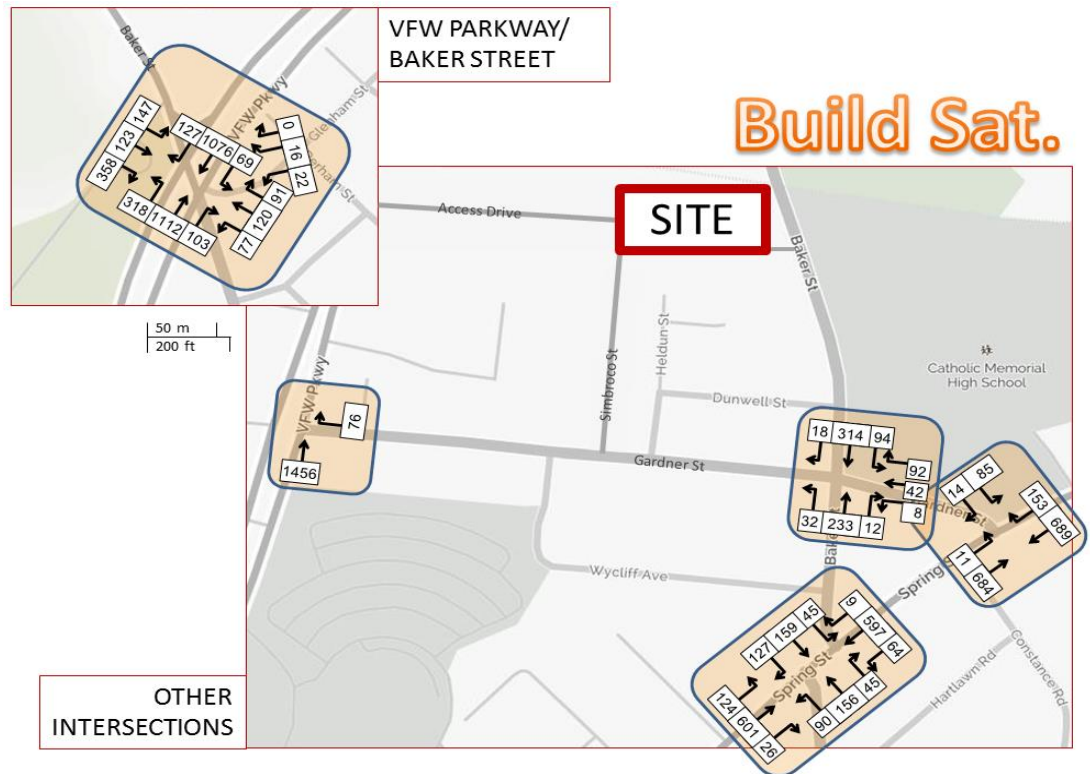 VFW PARKWAY/
BAKER STREET
Build Sat.
Baker St
VFW Pkwy
Glenham St
147
123
358
127 1076 69
0
16
22
91
120
77
318 1112 103
Access Drive
SITE
Baker St
50 m
200 ft
Simbroco St
Heldun St
Dunwell St
Catholic Memorial
High School
VFW Pkwy
76
1456
Gardner St
18 314 94
92
42
8
32 233 12
14 85
153
689
11
684
Wycliff Ave
Spring St
127 159 45
9
597
64
Spring St
124
601
26
90 156 45
Hartlawn Rd
Constance Rd
OTHER
INTERSECTIONS